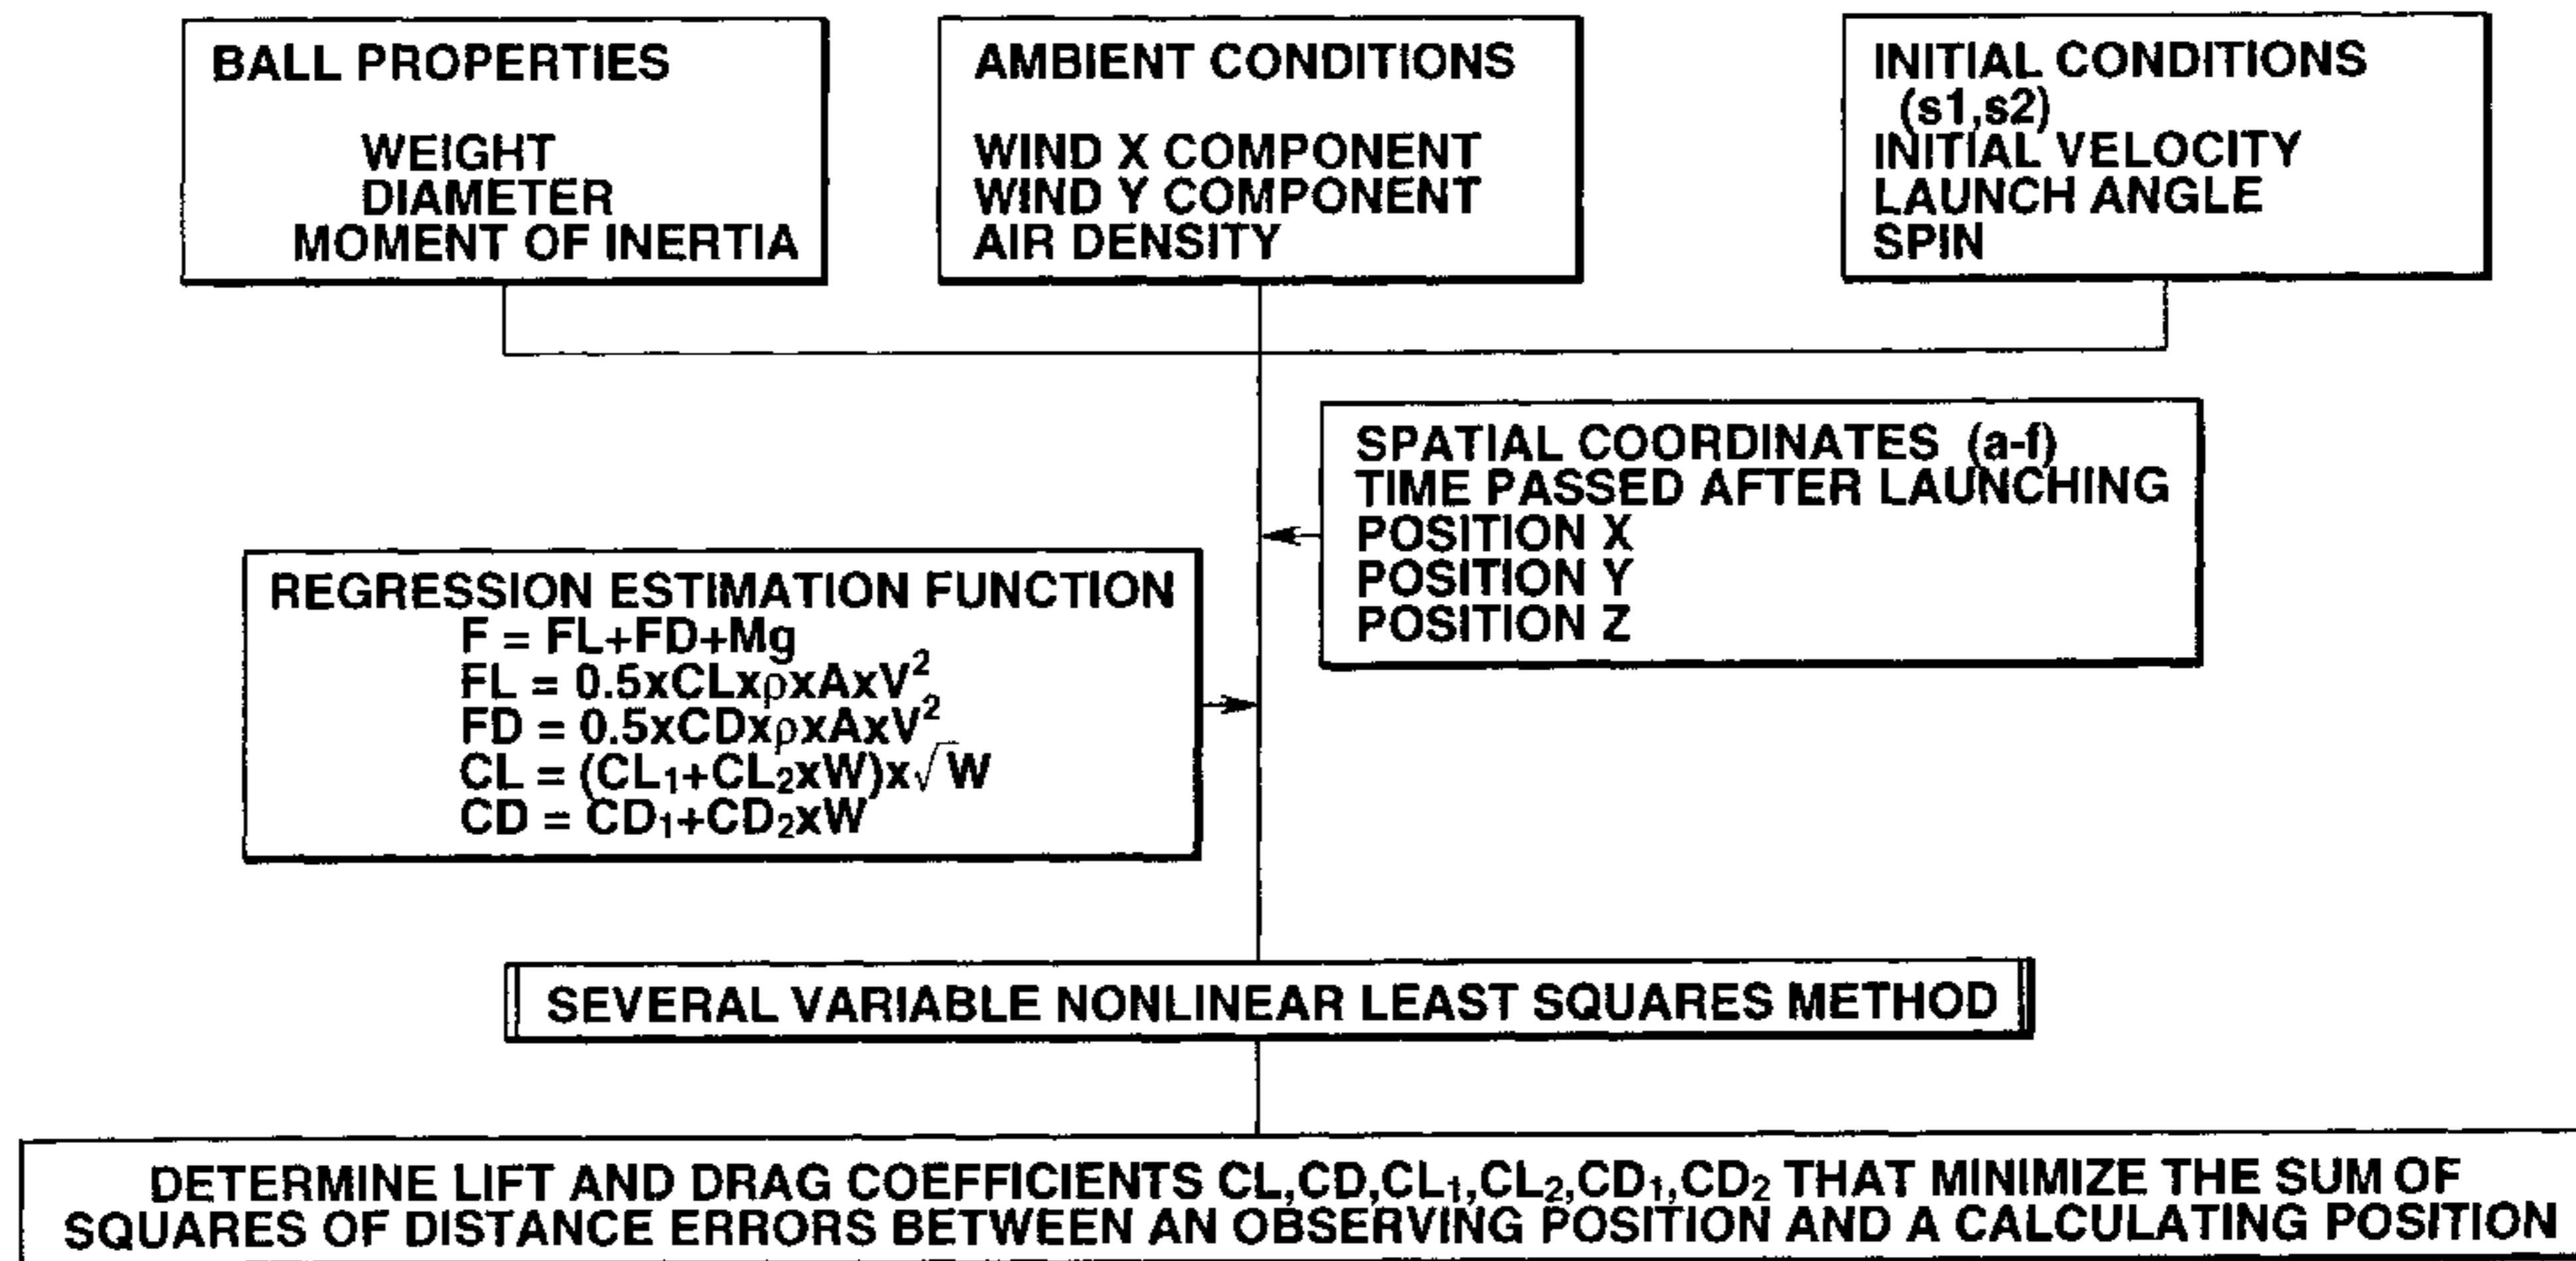 BALL PROPERTIES
WEIGHT
DIAMETER
MOMENT OF INERTIA
AMBIENT CONDITIONS
WIND X COMPONENT
WIND Y COMPONENT
AIR DENSITY
INITIAL CONDITIONS
(s1,s2)
INITIAL VELOCITY
LAUNCH ANGLE
SPIN
SPATIAL COORDINATES (a-f)
TIME PASSED AFTER LAUNCHING
POSITION X
POSITION Y
POSITION Z
REGRESSION ESTIMATION FUNCTION
F = FL+FD+Mg
FL = 0.5xCLxρxAxV²
FD = 0.5xCDxρxAxV²
CL = (CL₁+CL₂xW)x√W
CD = CD₁+CD₂xW
SEVERAL VARIABLE NONLINEAR LEAST SQUARES METHOD
DETERMINE LIFT AND DRAG COEFFICIENTS CL,CD,CL₁,CL₂,CD₁,CD₂ THAT MINIMIZE THE SUM OF
SQUARES OF DISTANCE ERRORS BETWEEN AN OBSERVING POSITION AND A CALCULATING POSITION